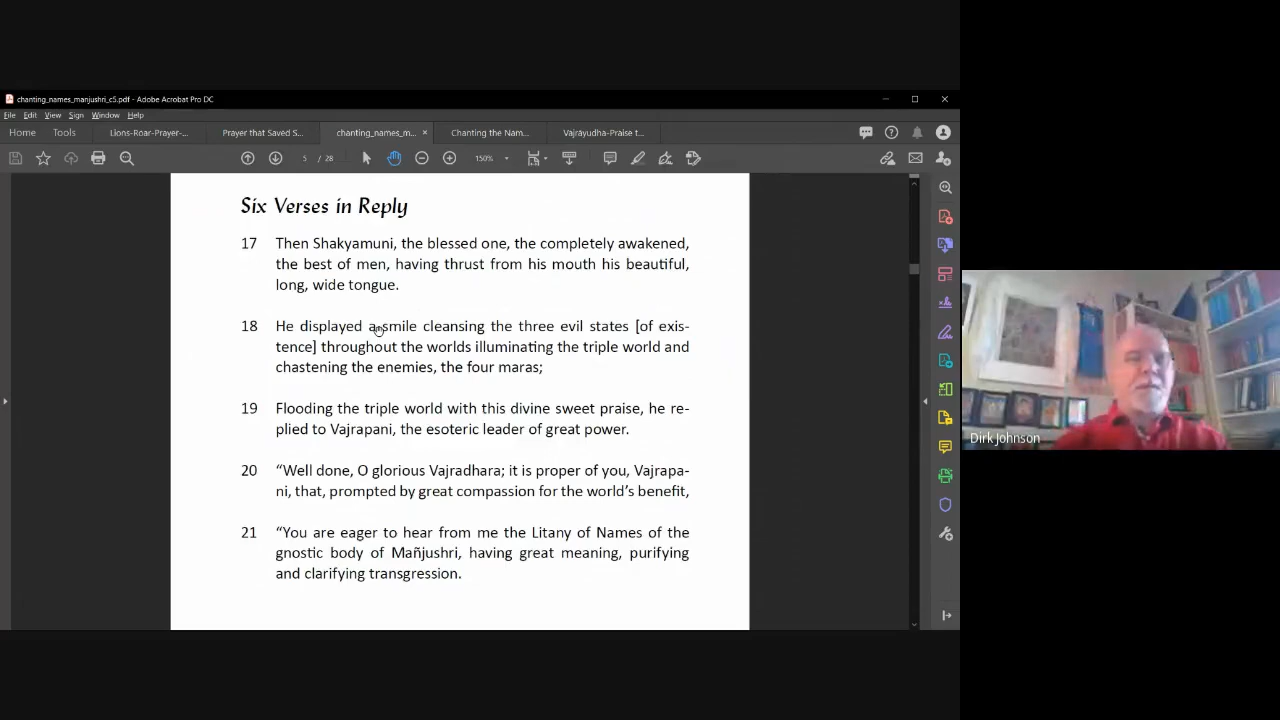 chanting_names_manjushri_c5.pdf - Adobe Acrobat Pro DC
File Edit View Sign Window Help
Home Tools Lions-Roar-Prayer-... Prayer that Saved S... chanting_names_m... Chanting the Nam... Vajrāyudha-Praise t...
5 / 28 150%
Six Verses in Reply
17 Then Shakyamuni, the blessed one, the completely awakened,
the best of men, having thrust from his mouth his beautiful,
long, wide tongue.
18 He displayed a smile cleansing the three evil states [of exis-
tence] throughout the worlds illuminating the triple world and
chastening the enemies, the four maras;
19 Flooding the triple world with this divine sweet praise, he re-
plied to Vajrapani, the esoteric leader of great power.
20 “Well done, O glorious Vajradhara; it is proper of you, Vajrapa-
ni, that, prompted by great compassion for the world’s benefit,
21 “You are eager to hear from me the Litany of Names of the
gnostic body of Mañjushri, having great meaning, purifying
and clarifying transgression.
Dirk Johnson